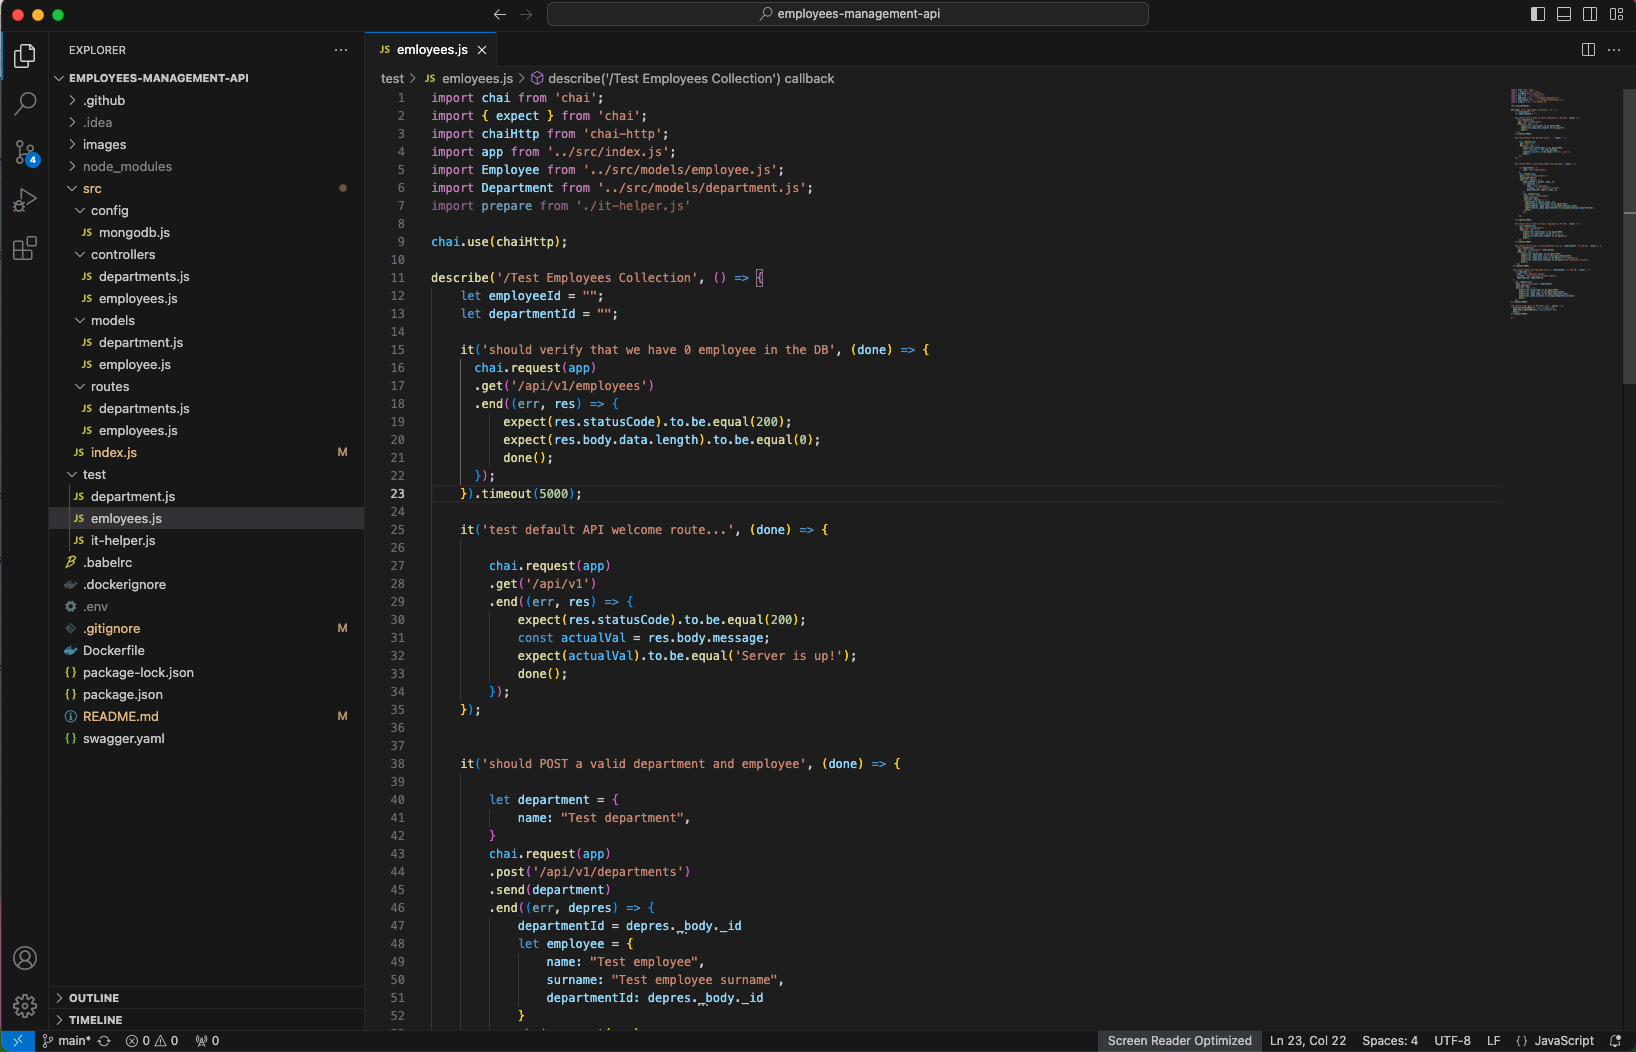 employees-management-api
EXPLORER
EMPLOYEES-MANAGEMENT-API
.github
.idea
images
node_modules
src
config
JS mongodb.js
controllers
JS departments.js
JS employees.js
models
JS department.js
JS employee.js
routes
JS departments.js
JS employees.js
JS index.js M
test
JS department.js
JS emloyees.js
JS it-helper.js
.babelrc
.dockerignore
.env
.gitignore M
Dockerfile
{} package-lock.json
{} package.json
README.md M
{} swagger.yaml
OUTLINE
TIMELINE
4
JS emloyees.js
test > JS emloyees.js > describe('/Test Employees Collection') callback
1 import chai from 'chai';
2 import { expect } from 'chai';
3 import chaiHttp from 'chai-http';
4 import app from '../src/index.js';
5 import Employee from '../src/models/employee.js';
6 import Department from '../src/models/department.js';
7 import prepare from './it-helper.js'
8
9 chai.use(chaiHttp);
10
11 describe('/Test Employees Collection', () => {
12 let employeeId = "";
13 let departmentId = "";
14
15 it('should verify that we have 0 employee in the DB', (done) => {
16 chai.request(app)
17 .get('/api/v1/employees')
18 .end((err, res) => {
19 expect(res.statusCode).to.be.equal(200);
20 expect(res.body.data.length).to.be.equal(0);
21 done();
22 });
23 }).timeout(5000);
24
25 it('test default API welcome route...', (done) => {
26
27 chai.request(app)
28 .get('/api/v1')
29 .end((err, res) => {
30 expect(res.statusCode).to.be.equal(200);
31 const actualVal = res.body.message;
32 expect(actualVal).to.be.equal('Server is up!');
33 done();
34 });
35 });
36
37
38 it('should POST a valid department and employee', (done) => {
39
40 let department = {
41 name: "Test department",
42 }
43 chai.request(app)
44 .post('/api/v1/departments')
45 .send(department)
46 .end((err, depres) => {
47 departmentId = depres._body._id
48 let employee = {
49 name: "Test employee",
50 surname: "Test employee surname",
51 departmentId: depres._body._id
52 }
main* 0 0 0
Screen Reader Optimized Ln 23, Col 22 Spaces: 4 UTF-8 LF {} JavaScript